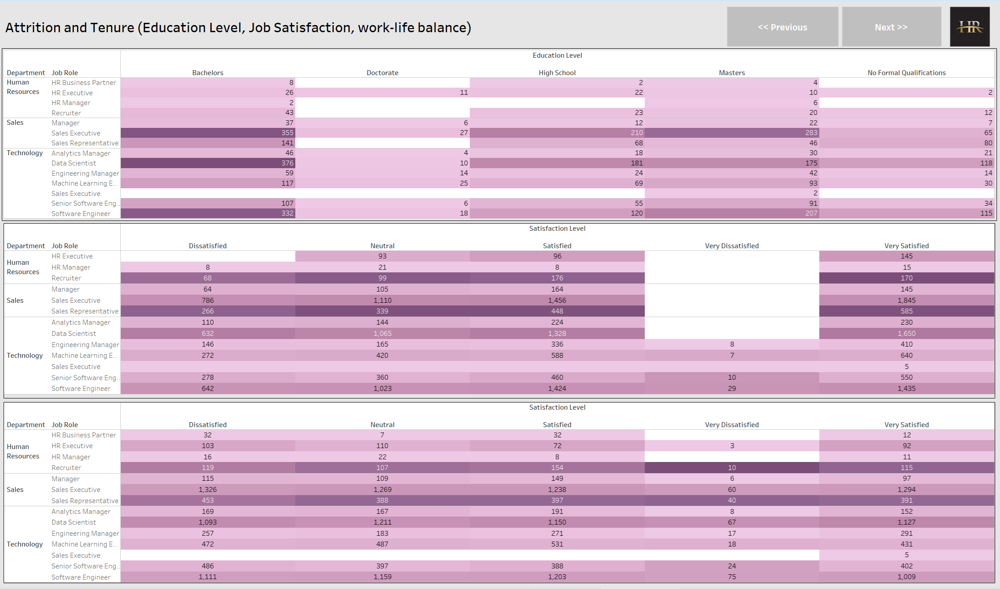 Attrition and Tenure (Education Level, Job Satisfaction, work-life balance)
<< Previous
Next >>
HR
Education Level
Department Job Role Bachelors Doctorate High School Masters No Formal Qualifications
Human Resources HR Business Partner 8 2 4
HR Executive 26 11 22 10 2
HR Manager 2 6
Recruiter 43 23 20 12
Sales Manager 37 6 12 22 7
Sales Executive 355 27 210 283 65
Sales Representative 141 68 46 80
Technology Analytics Manager 46 4 18 30 21
Data Scientist 376 10 181 175 118
Engineering Manager 59 14 24 42 14
Machine Learning E.. 117 25 69 93 30
Sales Executive 2
Senior Software Eng.. 107 6 55 91 34
Software Engineer 332 18 120 207 115
Satisfaction Level
Department Job Role Dissatisfied Neutral Satisfied Very Dissatisfied Very Satisfied
Human Resources HR Executive 93 96 145
HR Manager 8 21 8 15
Recruiter 68 99 176 170
Sales Manager 64 105 164 145
Sales Executive 786 1,110 1,456 1,845
Sales Representative 266 339 448 585
Technology Analytics Manager 110 144 224 230
Data Scientist 632 1,065 1,328 1,650
Engineering Manager 146 165 336 8 410
Machine Learning E.. 272 420 588 7 640
Sales Executive 5
Senior Software Eng.. 278 360 460 10 550
Software Engineer 642 1,023 1,424 29 1,435
Satisfaction Level
Department Job Role Dissatisfied Neutral Satisfied Very Dissatisfied Very Satisfied
Human Resources HR Business Partner 32 7 32 12
HR Executive 103 110 72 3 92
HR Manager 16 22 8 11
Recruiter 119 107 154 10 115
Sales Manager 115 109 149 6 97
Sales Executive 1,326 1,269 1,238 60 1,294
Sales Representative 453 388 397 40 391
Technology Analytics Manager 169 167 191 8 152
Data Scientist 1,093 1,211 1,150 67 1,127
Engineering Manager 257 183 271 17 291
Machine Learning E.. 472 487 531 18 431
Sales Executive 5
Senior Software Eng.. 486 397 388 24 402
Software Engineer 1,111 1,159 1,203 75 1,009